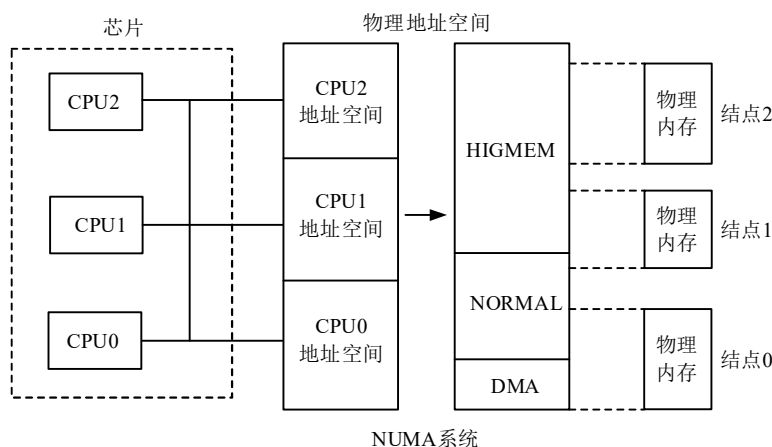 芯片
物理地址空间
CPU2
CPU1
CPU0
CPU2
地址空间
CPU1
地址空间
CPU0
地址空间
HIGMEM
NORMAL
DMA
物理
内存
结点2
物理
内存
结点1
物理
内存
结点0
NUMA系统